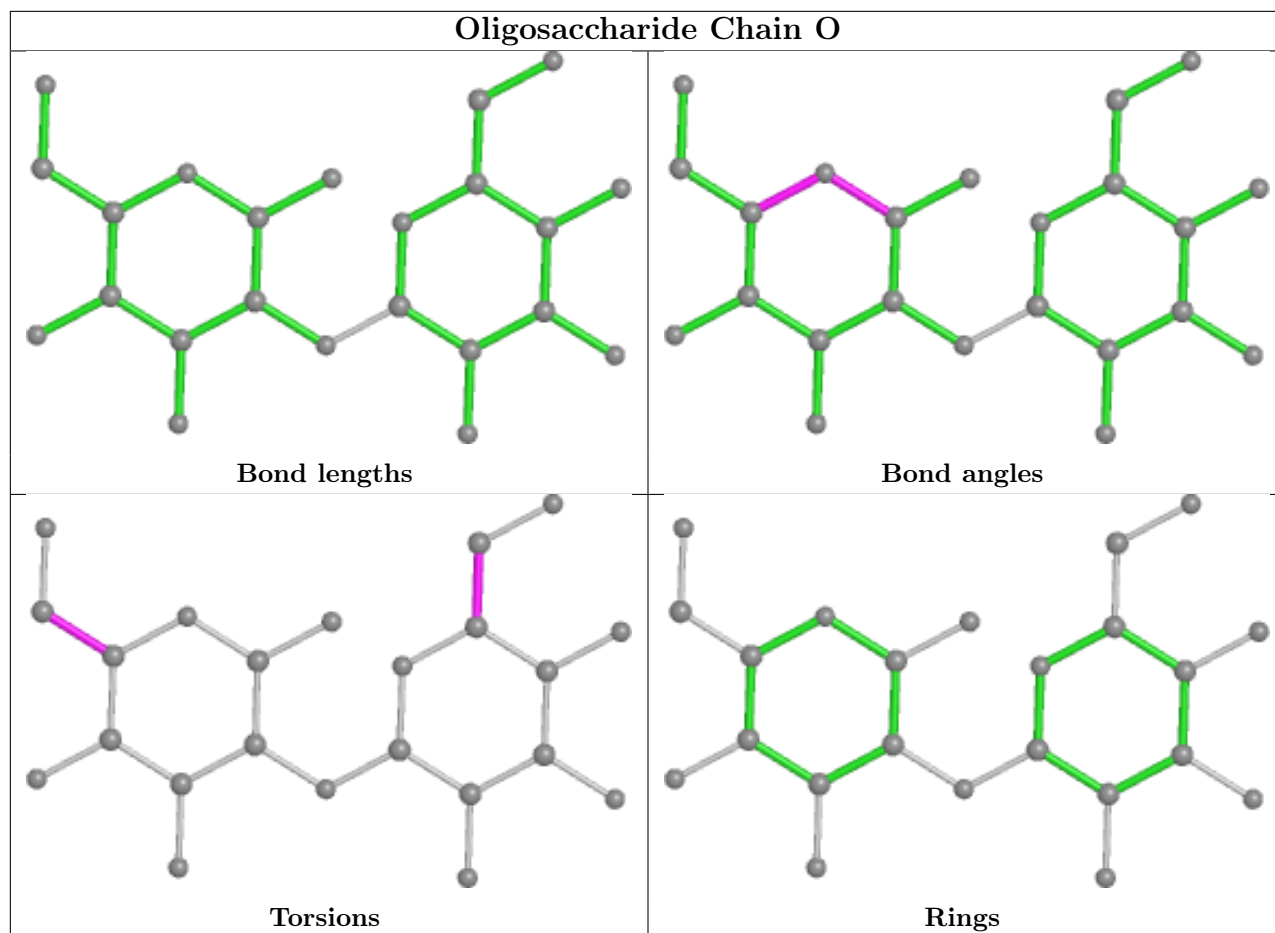 Oligosaccharide Chain O
Bond lengths
Bond angles
Torsions
Rings